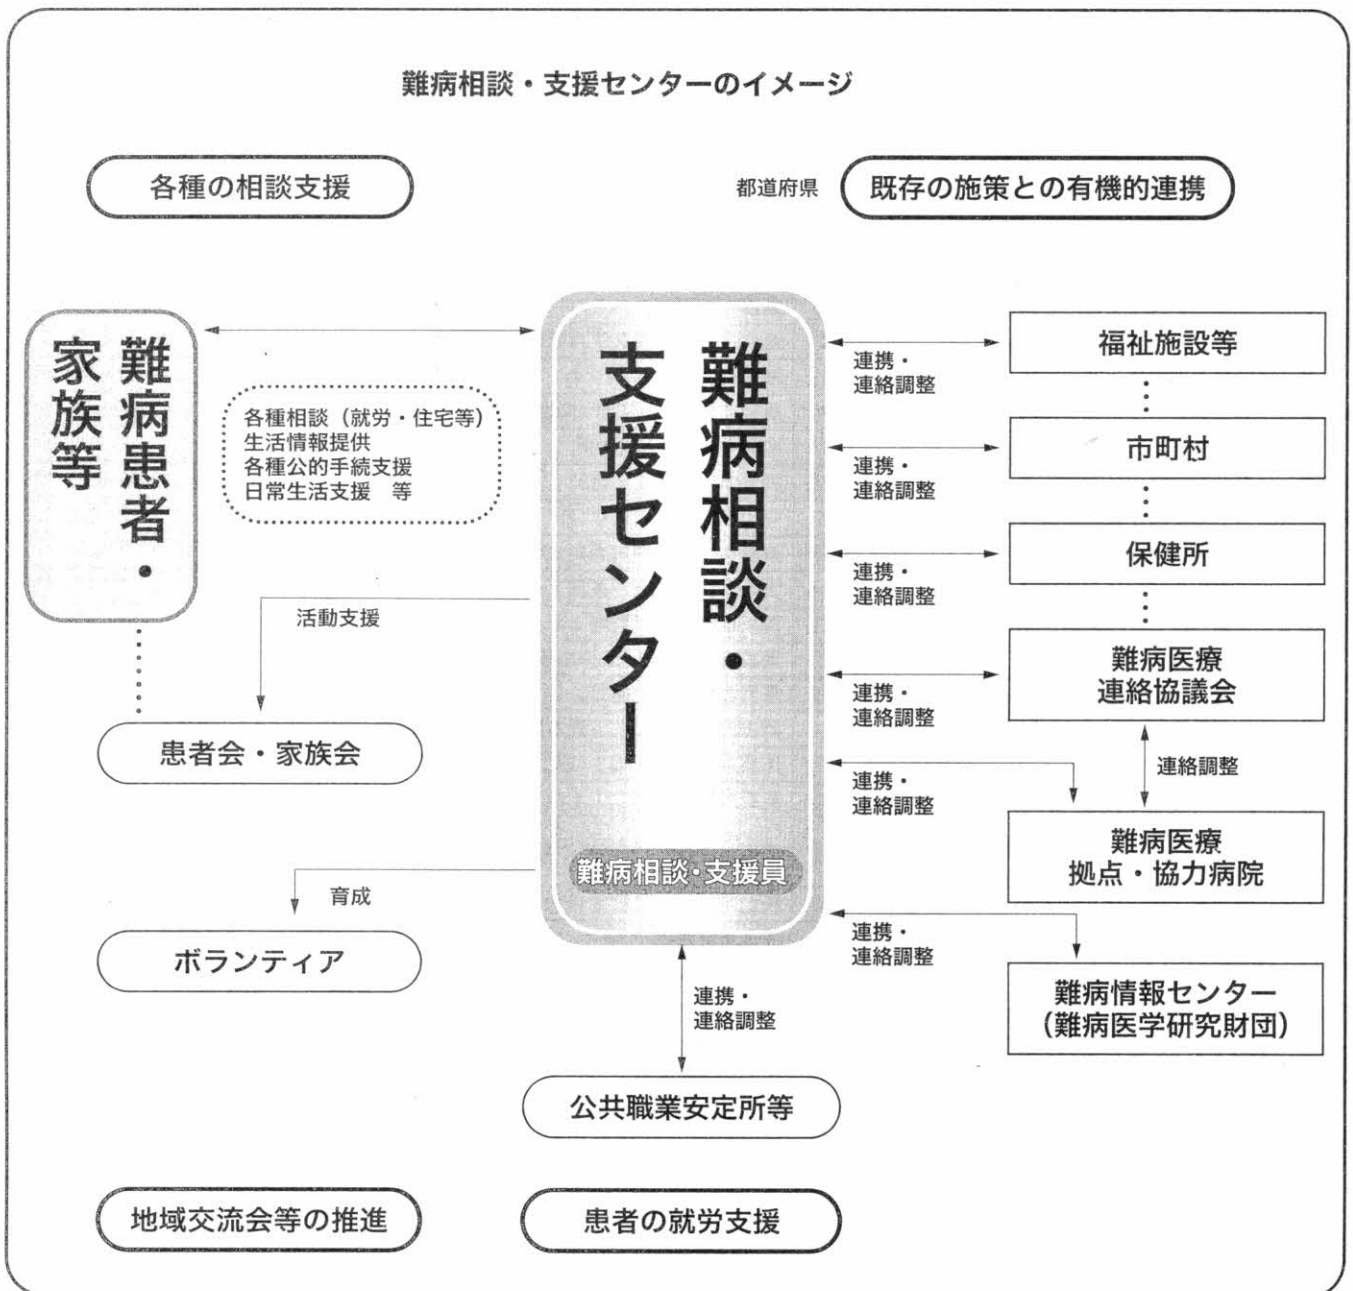 難病相談・支援センターのイメージ
各種の相談支援
都道府県
既存の施策との有機的連携
難病患者・
家族等
各種相談（就労・住宅等）
生活情報提供
各種公的手続支援
日常生活支援　等
活動支援
患者会・家族会
育成
ボランティア
難病相談・
支援センター
難病相談・支援員
連携・
連絡調整
福祉施設等
連携・
連絡調整
市町村
連携・
連絡調整
保健所
連携・
連絡調整
難病医療
連絡協議会
連絡調整
連携・
連絡調整
難病医療
拠点・協力病院
連携・
連絡調整
難病情報センター
（難病医学研究財団）
連携・
連絡調整
公共職業安定所等
地域交流会等の推進
患者の就労支援